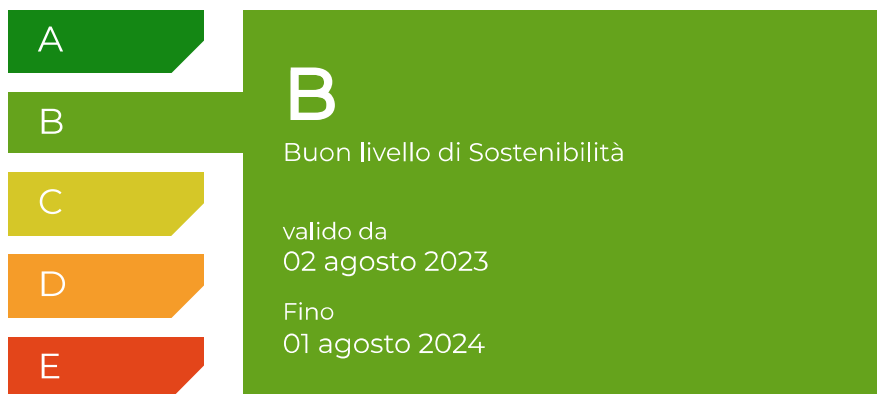 A
B
C
D
E
B
Buon livello di Sostenibilità
valido da
02 agosto 2023
Fino
01 agosto 2024